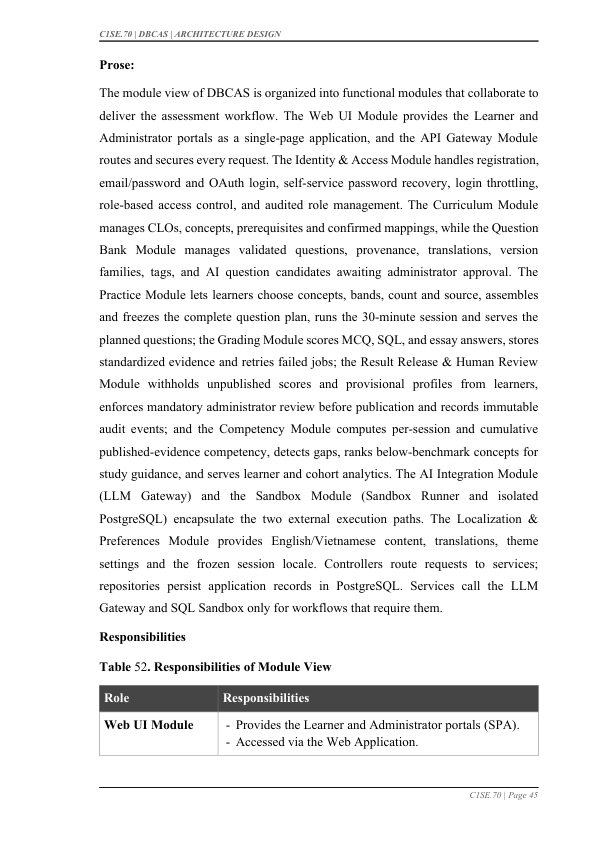 C1SE.70 | DBCAS | ARCHITECTURE DESIGN
Prose:
The module view of DBCAS is organized into functional modules that collaborate to
deliver the assessment workflow. The Web UI Module provides the Learner and
Administrator portals as a single-page application, and the API Gateway Module
routes and secures every request. The Identity & Access Module handles registration,
email/password and OAuth login, self-service password recovery, login throttling,
role-based access control, and audited role management. The Curriculum Module
manages CLOs, concepts, prerequisites and confirmed mappings, while the Question
Bank Module manages validated questions, provenance, translations, version
families, tags, and AI question candidates awaiting administrator approval. The
Practice Module lets learners choose concepts, bands, count and source, assembles
and freezes the complete question plan, runs the 30-minute session and serves the
planned questions; the Grading Module scores MCQ, SQL, and essay answers, stores
standardized evidence and retries failed jobs; the Result Release & Human Review
Module withholds unpublished scores and provisional profiles from learners,
enforces mandatory administrator review before publication and records immutable
audit events; and the Competency Module computes per-session and cumulative
published-evidence competency, detects gaps, ranks below-benchmark concepts for
study guidance, and serves learner and cohort analytics. The AI Integration Module
(LLM Gateway) and the Sandbox Module (Sandbox Runner and isolated
PostgreSQL) encapsulate the two external execution paths. The Localization &
Preferences Module provides English/Vietnamese content, translations, theme
settings and the frozen session locale. Controllers route requests to services;
repositories persist application records in PostgreSQL. Services call the LLM
Gateway and SQL Sandbox only for workflows that require them.
Responsibilities
Table 52. Responsibilities of Module View
Role Responsibilities
Web UI Module - Provides the Learner and Administrator portals (SPA).
- Accessed via the Web Application.
C1SE.70 | Page 45